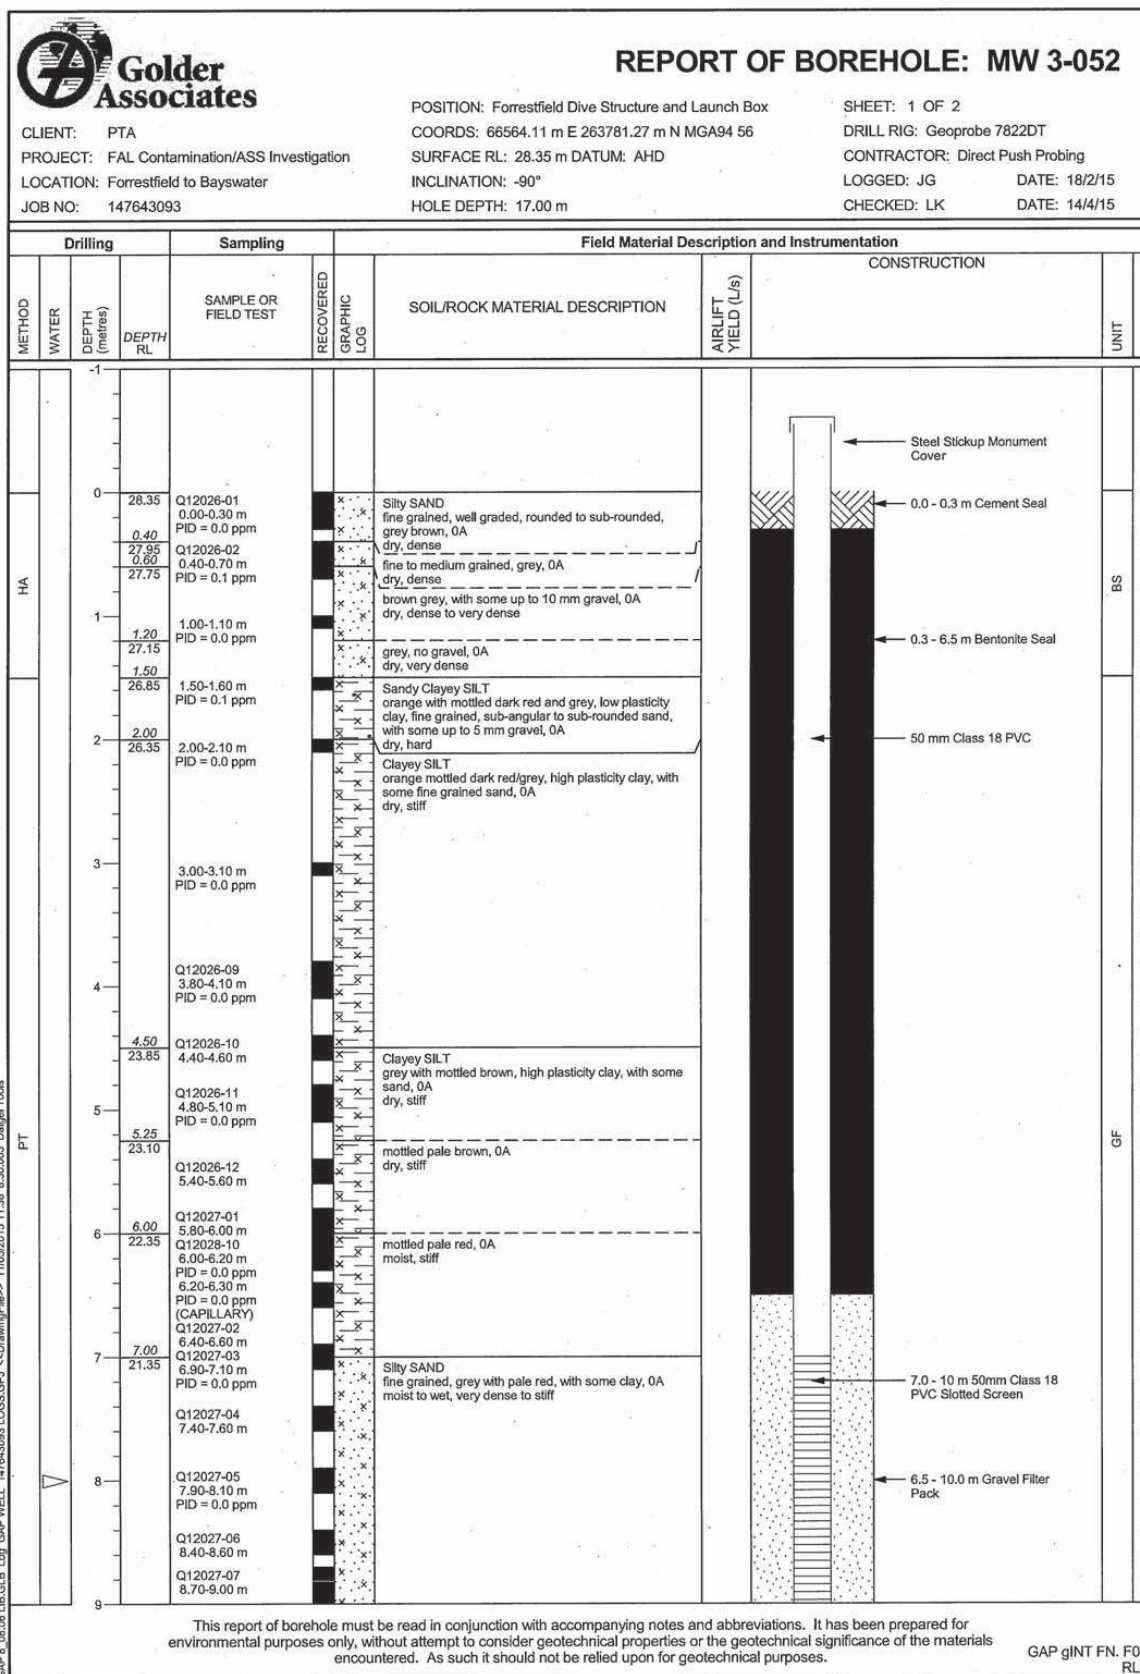 Golder
Associates
REPORT OF BOREHOLE: MW 3-052
CLIENT: PTA
PROJECT: FAL Contamination/ASS Investigation
LOCATION: Forrestfield to Bayswater
JOB NO: 147643093
POSITION: Forrestfield Dive Structure and Launch Box
COORDS: 66564.11 m E 263781.27 m N MGA94 56
SURFACE RL: 28.35 m DATUM: AHD
INCLINATION: -90°
HOLE DEPTH: 17.00 m
SHEET: 1 OF 2
DRILL RIG: Geoprobe 7822DT
CONTRACTOR: Direct Push Probing
LOGGED: JG DATE: 18/2/15
CHECKED: LK DATE: 14/4/15
Drilling
Sampling
Field Material Description and Instrumentation
METHOD
WATER
DEPTH
(metres)
DEPTH
RL
SAMPLE OR
FIELD TEST
RECOVERED
GRAPHIC
LOG
SOIL/ROCK MATERIAL DESCRIPTION
AIRLIFT
YIELD (L/s)
CONSTRUCTION
UNIT
HA
PT
-1
0
1
2
3
4
5
6
7
8
9
28.35
0.40
27.95
0.60
27.75
1.20
27.15
1.50
26.85
2.00
26.35
4.50
23.85
5.25
23.10
6.00
22.35
7.00
21.35
Q12026-01
0.00-0.30 m
PID = 0.0 ppm
Q12026-02
0.40-0.70 m
PID = 0.1 ppm
1.00-1.10 m
PID = 0.0 ppm
1.50-1.60 m
PID = 0.1 ppm
2.00-2.10 m
PID = 0.0 ppm
3.00-3.10 m
PID = 0.0 ppm
Q12026-09
3.80-4.10 m
PID = 0.0 ppm
Q12026-10
4.40-4.60 m
Q12026-11
4.80-5.10 m
PID = 0.0 ppm
Q12026-12
5.40-5.60 m
Q12027-01
5.80-6.00 m
Q12028-10
6.00-6.20 m
PID = 0.0 ppm
6.20-6.30 m
PID = 0.0 ppm
(CAPILLARY)
Q12027-02
6.40-6.60 m
Q12027-03
6.90-7.10 m
PID = 0.0 ppm
Q12027-04
7.40-7.60 m
Q12027-05
7.90-8.10 m
PID = 0.0 ppm
Q12027-06
8.40-8.60 m
Q12027-07
8.70-9.00 m
Silty SAND
fine grained, well graded, rounded to sub-rounded,
grey brown, 0A
dry, dense
fine to medium grained, grey, 0A
dry, dense
brown grey, with some up to 10 mm gravel, 0A
dry, dense to very dense
grey, no gravel, 0A
dry, very dense
Sandy Clayey SILT
orange with mottled dark red and grey, low plasticity
clay, fine grained, sub-angular to sub-rounded sand,
with some up to 5 mm gravel, 0A
dry, hard
Clayey SILT
orange mottled dark red/grey, high plasticity clay, with
some fine grained sand, 0A
dry, stiff
Clayey SILT
grey with mottled brown, high plasticity clay, with some
sand, 0A
dry, stiff
mottled pale brown, 0A
dry, stiff
mottled pale red, 0A
moist, stiff
Silty SAND
fine grained, grey with pale red, with some clay, 0A
moist to wet, very dense to stiff
Steel Stickup Monument
Cover
0.0 - 0.3 m Cement Seal
0.3 - 6.5 m Bentonite Seal
50 mm Class 18 PVC
7.0 - 10 m 50mm Class 18
PVC Slotted Screen
6.5 - 10.0 m Gravel Filter
Pack
BS
GF
This report of borehole must be read in conjunction with accompanying notes and abbreviations. It has been prepared for
environmental purposes only, without attempt to consider geotechnical properties or the geotechnical significance of the materials
encountered. As such it should not be relied upon for geotechnical purposes.
GAP gINT FN. F0
RL